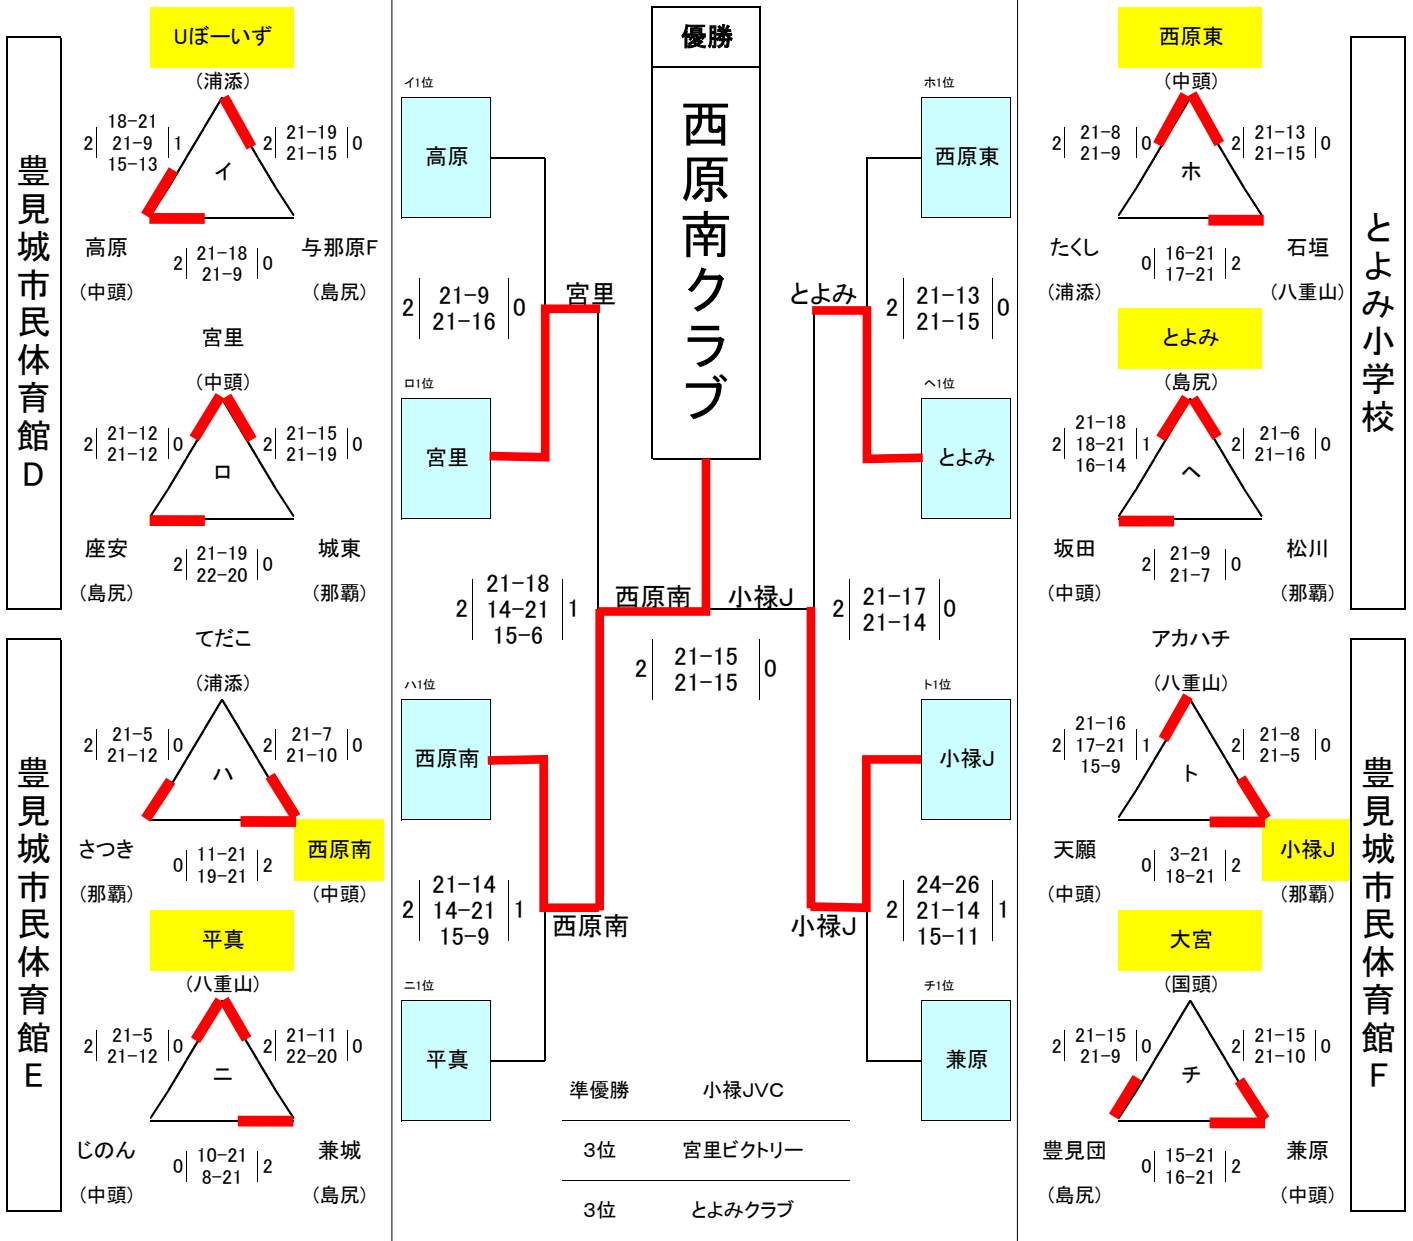 豊見城市民体育館D
Uぼーいず
(浦添)
18-21
21-9
15-13
2
1
21-19
21-15
2
0
イ
高原
(中頭)
21-18
21-9
2
0
与那原F
(島尻)
宮里
(中頭)
21-12
21-12
2
0
21-15
21-19
2
0
ロ
座安
(島尻)
21-19
22-20
2
0
城東
(那覇)
豊見城市民体育館E
てだこ
(浦添)
21-5
21-12
2
0
21-7
21-10
2
0
ハ
さつき
(那覇)
11-21
19-21
0
2
西原南
(中頭)
平真
(八重山)
21-5
21-12
2
0
21-11
22-20
2
0
ニ
じのん
(中頭)
10-21
8-21
0
2
兼城
(島尻)
優勝
西原南クラブ
イ1位
高原
21-9
21-16
2
0
宮里
ロ1位
宮里
21-18
14-21
15-6
2
1
西原南
ハ1位
西原南
21-14
14-21
15-9
2
1
西原南
ニ1位
平真
21-15
21-15
2
0
ホ1位
西原東
とよみ
21-13
21-15
2
0
ヘ1位
とよみ
小禄J
21-17
21-14
2
0
ト1位
小禄J
24-26
21-14
15-11
2
1
小禄J
チ1位
兼原
準優勝 小禄JVC
3位 宮里ビクトリー
3位 とよみクラブ
とよみ小学校
西原東
(中頭)
21-8
21-9
2
0
21-13
21-15
2
0
ホ
たくし
(浦添)
16-21
17-21
0
2
石垣
(八重山)
とよみ
(島尻)
21-18
18-21
16-14
2
1
21-6
21-16
2
0
ヘ
坂田
(中頭)
21-9
21-7
2
0
松川
(那覇)
豊見城市民体育館F
アカハチ
(八重山)
21-16
17-21
15-9
2
1
21-8
21-5
2
0
ト
天願
(中頭)
3-21
18-21
0
2
小禄J
(那覇)
大宮
(国頭)
21-15
21-9
2
0
21-15
21-10
2
0
チ
豊見団
(島尻)
15-21
16-21
0
2
兼原
(中頭)